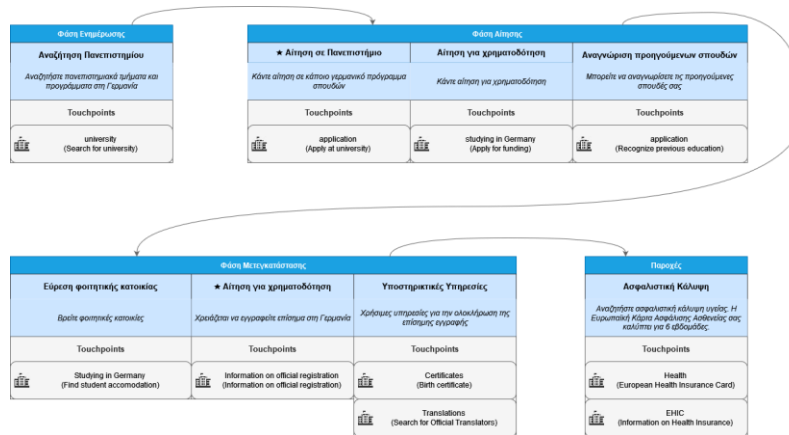 Φάση Ενημέρωσης
Αναζήτηση Πανεπιστημίου
Αναζητήστε πανεπιστημιακά τμήματα και
προγράμματα στη Γερμανία
Touchpoints
university
(Search for university)
Φάση Αίτησης
★ Αίτηση σε Πανεπιστήμιο
Κάντε αίτηση σε κάποιο γερμανικό πρόγραμμα
σπουδών
Touchpoints
application
(Apply at university)
Αίτηση για χρηματοδότηση
Κάντε αίτηση για χρηματοδότηση
Touchpoints
studying in Germany
(Apply for funding)
Αναγνώριση προηγούμενων σπουδών
Μπορείτε να αναγνωρίσετε τις προηγούμενες
σπουδές σας
Touchpoints
application
(Recognize previous education)
Φάση Μετεγκατάστασης
Εύρεση φοιτητικής κατοικίας
Βρείτε φοιτητικές κατοικίες
Touchpoints
Studying in Germany
(Find student accomodation)
★ Αίτηση για χρηματοδότηση
Χρειάζεται να εγγραφείτε επίσημα στη Γερμανία
Touchpoints
Information on official registration
(Information on official registration)
Υποστηρικτικές Υπηρεσίες
Χρήσιμες υπηρεσίες για την ολοκλήρωση της
επίσημης εγγραφής
Touchpoints
Certificates
(Birth certificate)
Translations
(Search for Official Translators)
Παροχές
Ασφαλιστική Κάλυψη
Αναζητήστε ασφαλιστική κάλυψη υγείας. Η
Ευρωπαϊκή Κάρτα Ασφάλισης Ασθενείας σας
καλύπτει για 6 εβδομάδες.
Touchpoints
Health
(European Health Insurance Card)
EHIC
(Information on Health Insurance)